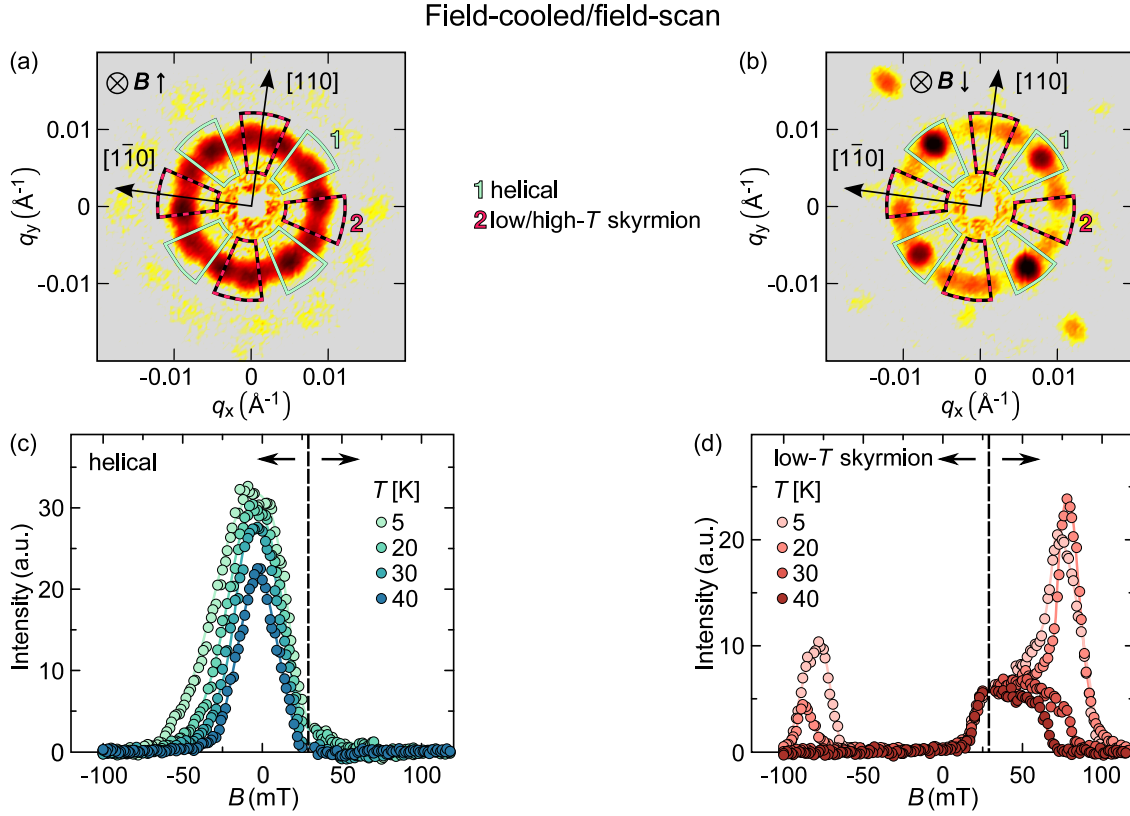 Field-cooled/field-scan
(a)
⊗ B ↑
[110]
[11̄0]
1
2
0.01
0
-0.01
qy (Å-1)
-0.01 0 0.01
qx (Å-1)
1 helical
2 low/high-T skyrmion
(b)
⊗ B ↓
[110]
[11̄0]
1
2
0.01
0
-0.01
qy (Å-1)
-0.01 0 0.01
qx (Å-1)
(c)
helical
T [K]
5
20
30
40
30
20
10
0
Intensity (a.u.)
-100 -50 0 50 100
B (mT)
(d)
low-T skyrmion
T [K]
5
20
30
40
20
10
0
Intensity (a.u.)
-100 -50 0 50 100
B (mT)